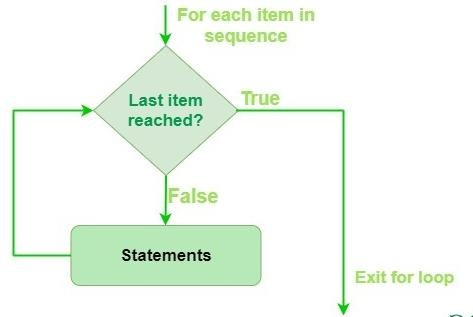 For each item in
sequence
Last item
reached?
True
False
Statements
Exit for loop